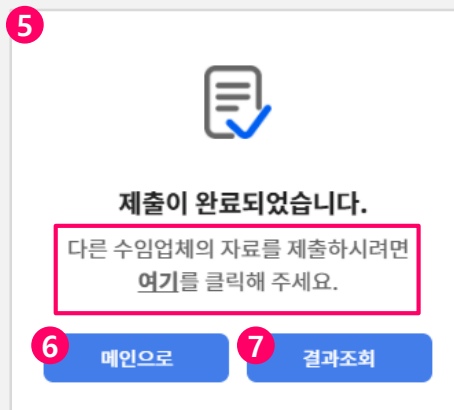 5
제출이 완료되었습니다.
다른 수임업체의 자료를 제출하시려면
여기를 클릭해 주세요.
6 메인으로 7 결과조회